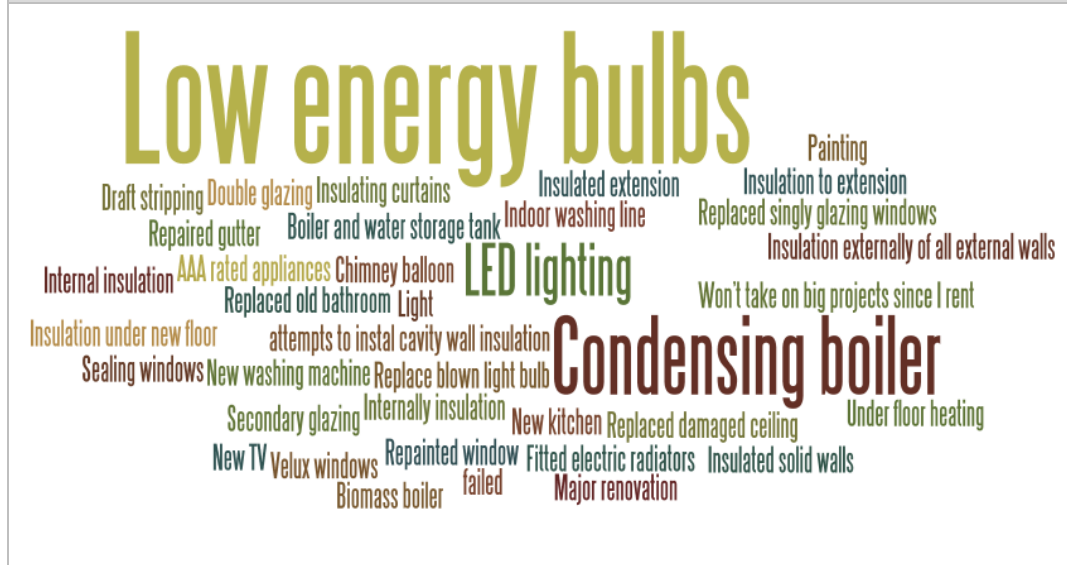 Low energy bulbs
Painting
Draft stripping
Double glazing
Insulating curtains
Insulated extension
Insulation to extension
Repaired gutter
Boiler and water storage tank
Indoor washing line
Replaced singly glazing windows
Insulation externally of all external walls
Internal insulation
AAA rated appliances
Chimney balloon
LED lighting
Replaced old bathroom
Light
Won't take on big projects since I rent
Insulation under new floor
attempts to instal cavity wall insulation
Condensing boiler
Sealing windows
New washing machine
Replace blown light bulb
Secondary glazing
Internally insulation
New kitchen
Replaced damaged ceiling
Under floor heating
New TV
Velux windows
Repainted window
Fitted electric radiators
Insulated solid walls
Biomass boiler
failed
Major renovation